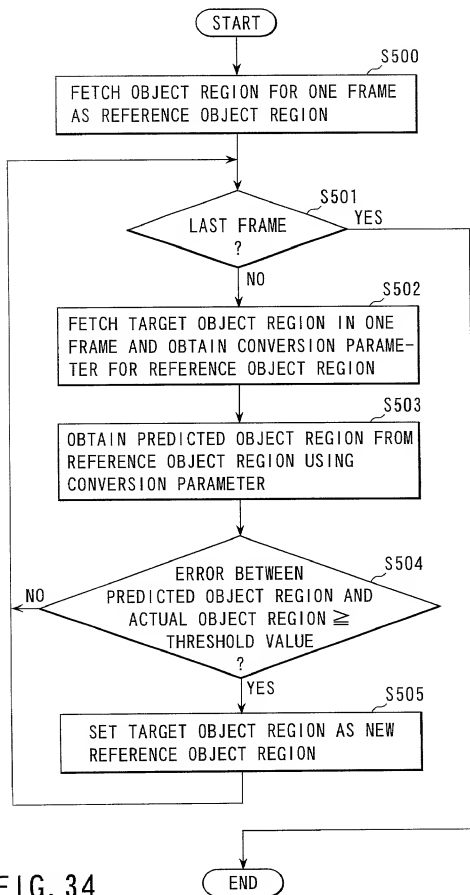 START
S500
FETCH OBJECT REGION FOR ONE FRAME
AS REFERENCE OBJECT REGION
S501
LAST FRAME
?
YES
NO
S502
FETCH TARGET OBJECT REGION IN ONE
FRAME AND OBTAIN CONVERSION PARAME-
TER FOR REFERENCE OBJECT REGION
S503
OBTAIN PREDICTED OBJECT REGION FROM
REFERENCE OBJECT REGION USING
CONVERSION PARAMETER
S504
ERROR BETWEEN
PREDICTED OBJECT REGION AND
ACTUAL OBJECT REGION ≧
THRESHOLD VALUE
?
NO
YES
S505
SET TARGET OBJECT REGION AS NEW
REFERENCE OBJECT REGION
END
FIG. 34